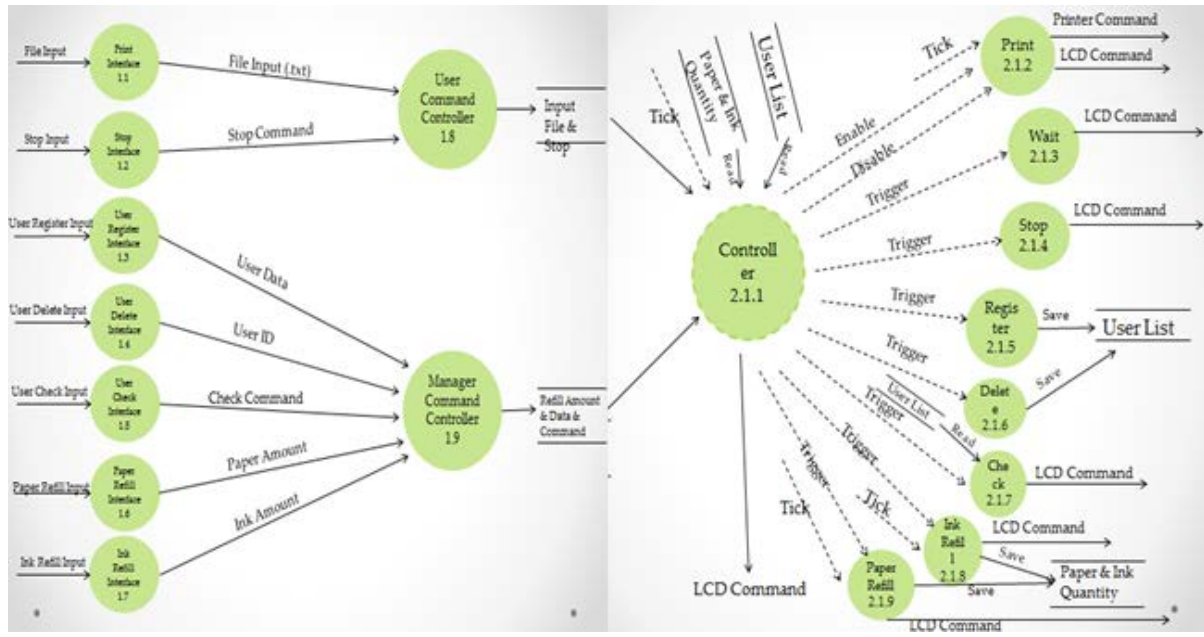 File Input
Print
Interface
1.1
File Input (.txt)
User
Command
Controller
1.8
Input
File &
Stop
Stop Input
Stop
Interface
1.2
Stop Command
User Register Input
User
Register
Interface
1.3
User Data
User Delete Input
User
Delete
Interface
1.4
User ID
User Check Input
User
Check
Interface
1.5
Check Command
Manager
Command
Controller
1.9
Refill Amount
& Data &
Command
Paper Refill Input
Paper
Refill
Interface
1.6
Paper Amount
Ink Refill Input
Ink
Refill
Interface
1.7
Ink Amount
Tick
Paper & Ink
Quantity
Read
User List
Read
Controll
er
2.1.1
Enable
Disable
Tick
Print
2.1.2
Printer Command
LCD Command
Trigger
Wait
2.1.3
LCD Command
Trigger
Stop
2.1.4
LCD Command
Trigger
Regis
ter
2.1.5
Save
User List
Trigger
Delet
e
2.1.6
Save
User List
Read
Trigger
Che
ck
2.1.7
LCD Command
Trigger
Tick
Ink
Refil
l
2.1.8
LCD Command
Save
Paper & Ink
Quantity
Trigger
Tick
Paper
Refill
2.1.9
Save
LCD Command
LCD Command